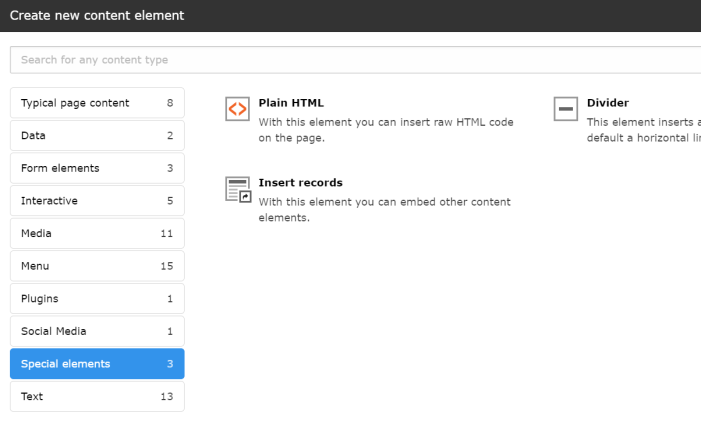 Create new content element
Search for any content type
Typical page content 8
Data 2
Form elements 3
Interactive 5
Media 11
Menu 15
Plugins 1
Social Media 1
Special elements 3
Text 13
Plain HTML
With this element you can insert raw HTML code
on the page.
Divider
This element inserts
default a horizontal
Insert records
With this element you can embed other content
elements.